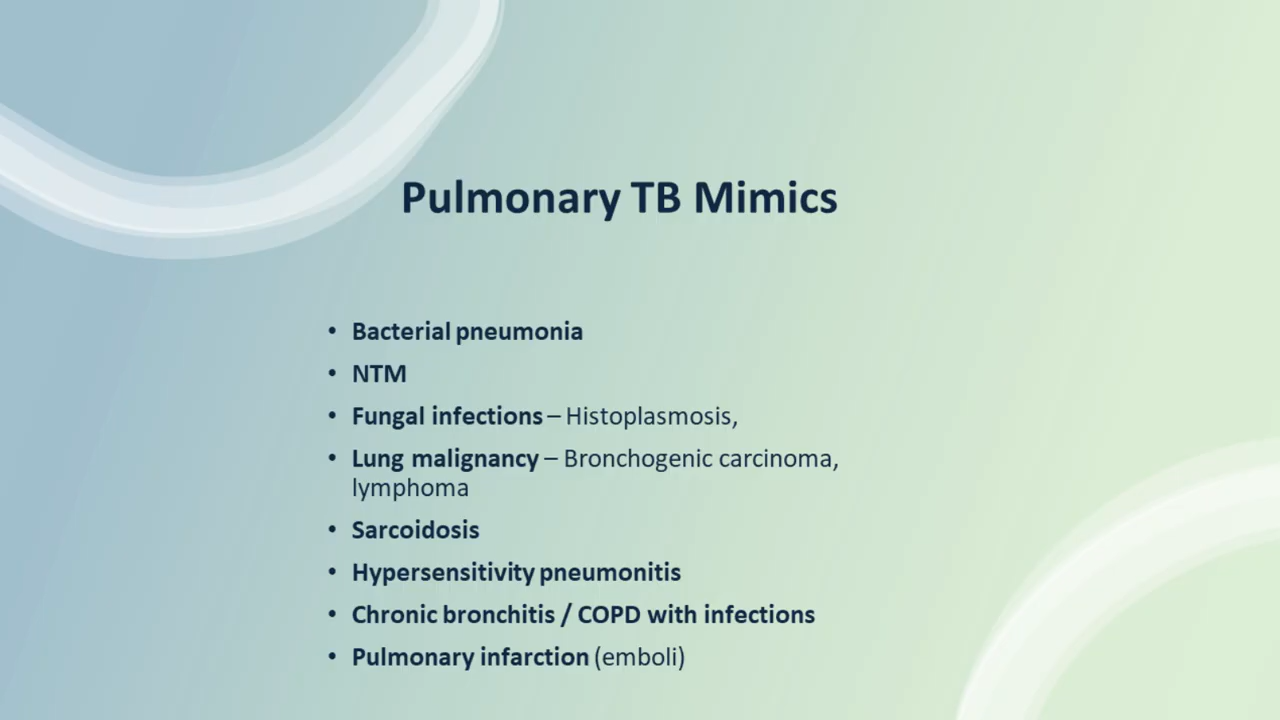 Pulmonary TB Mimics
• Bacterial pneumonia
• NTM
• Fungal infections – Histoplasmosis,
• Lung malignancy – Bronchogenic carcinoma,
lymphoma
• Sarcoidosis
• Hypersensitivity pneumonitis
• Chronic bronchitis / COPD with infections
• Pulmonary infarction (emboli)